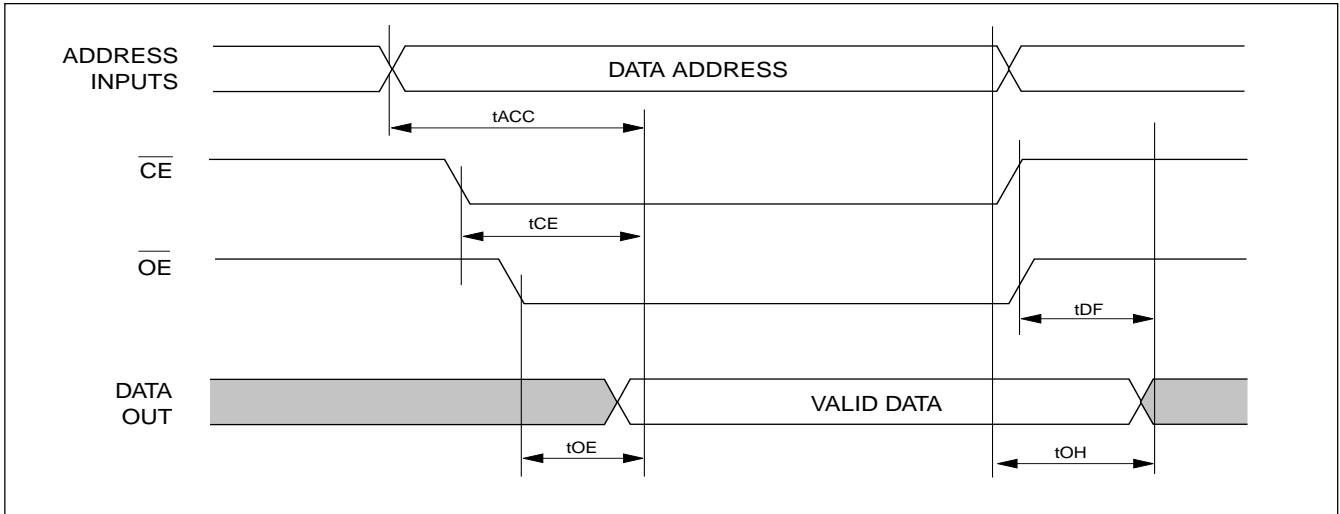 ADDRESS
INPUTS
DATA ADDRESS
tACC
CE
tCE
OE
tDF
DATA
OUT
VALID DATA
tOE
tOH